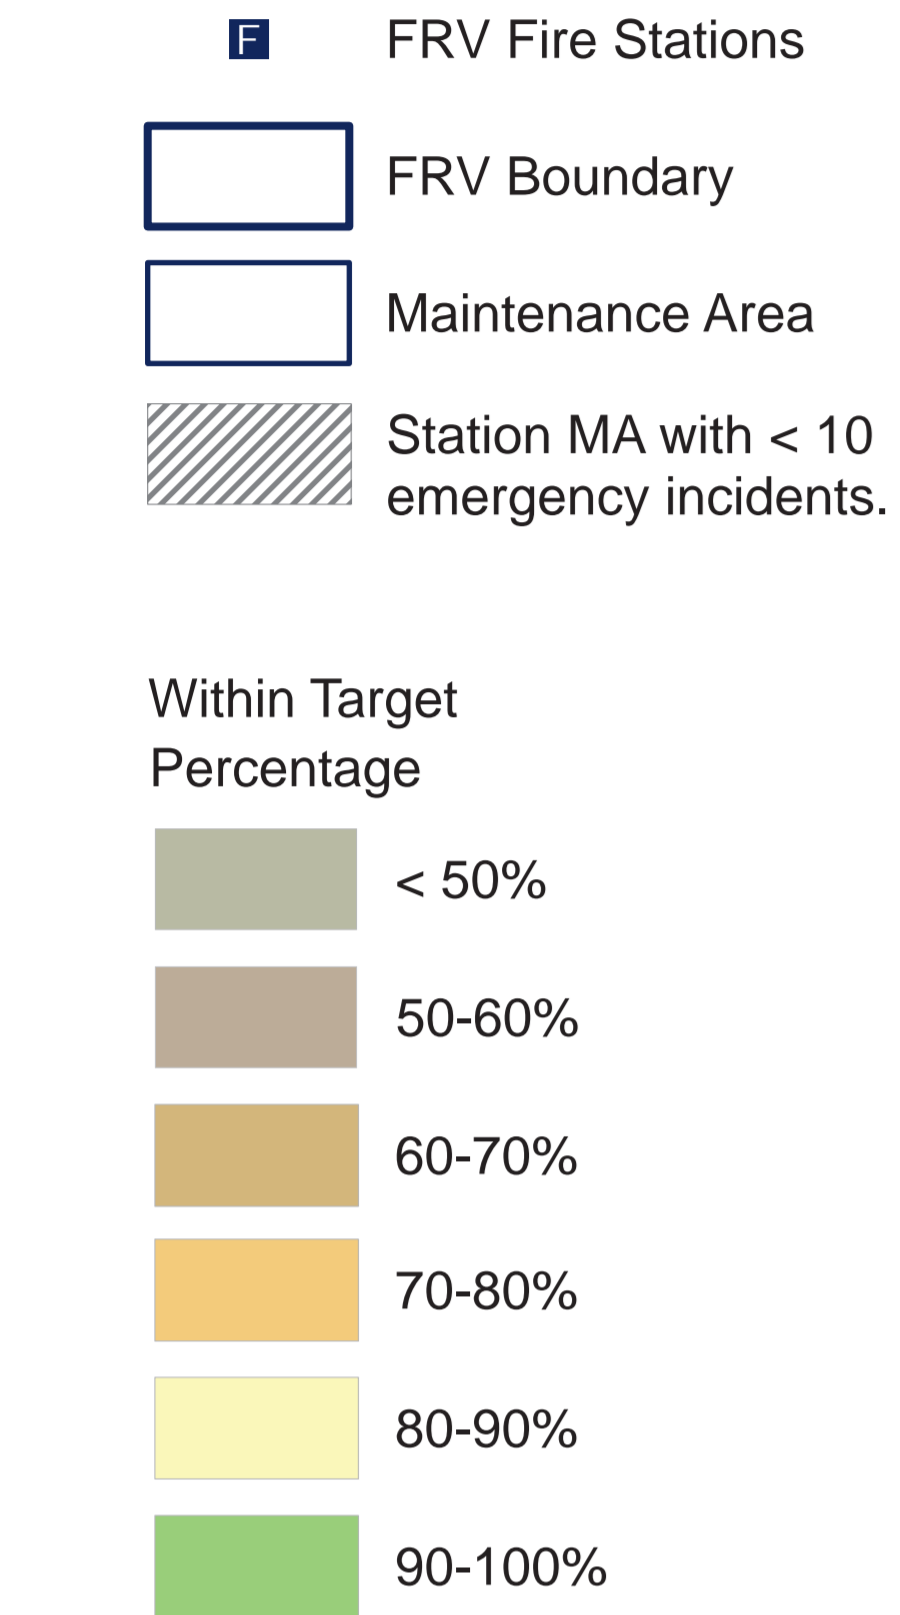 F FRV Fire Stations
FRV Boundary
Maintenance Area
Station MA with < 10
emergency incidents.
Within Target
Percentage
< 50%
50-60%
60-70%
70-80%
80-90%
90-100%